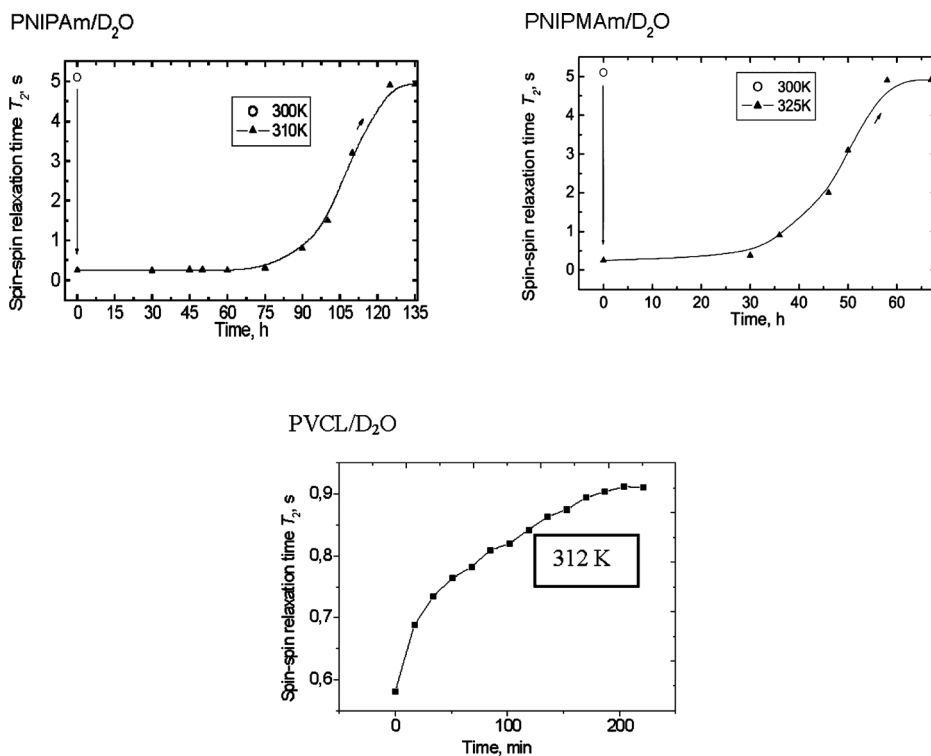 PNIPAm/D₂O
PNIPMAm/D₂O
Spin-spin relaxation time T₂, s
5
4
3
2
1
0
300K
310K
0 15 30 45 60 75 90 105 120 135
Time, h
Spin-spin relaxation time T₂, s
5
4
3
2
1
0
300K
325K
0 10 20 30 40 50 60
Time, h
PVCL/D₂O
Spin-spin relaxation time T₂, s
0,9
0,8
0,7
0,6
312 K
0 100 200
Time, min